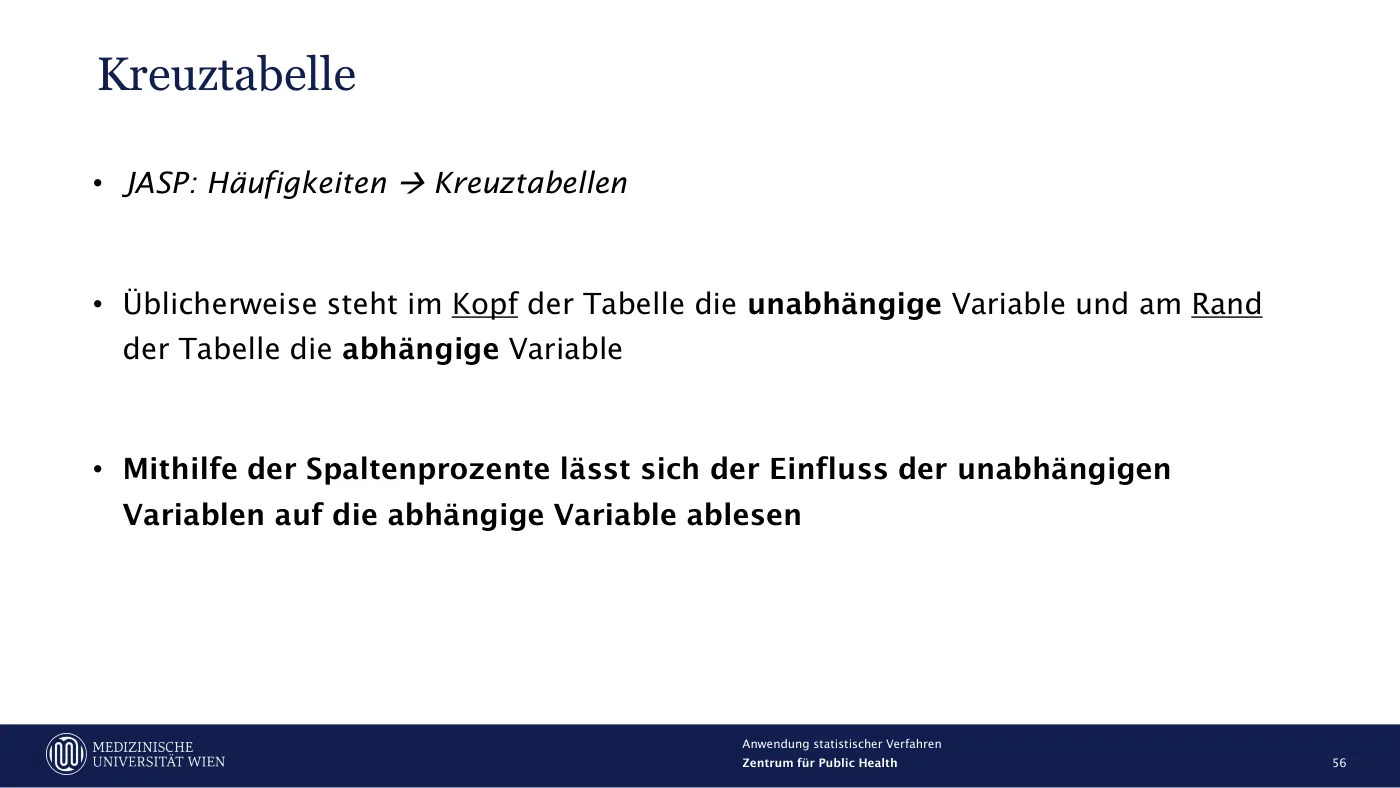 Kreuztabelle
• JASP: Häufigkeiten → Kreuztabellen
• Üblicherweise steht im Kopf der Tabelle die unabhängige Variable und am Rand
der Tabelle die abhängige Variable
• Mithilfe der Spaltenprozente lässt sich der Einfluss der unabhängigen
Variablen auf die abhängige Variable ablesen
MEDIZINISCHE
UNIVERSITÄT WIEN
Anwendung statistischer Verfahren
Zentrum für Public Health
56